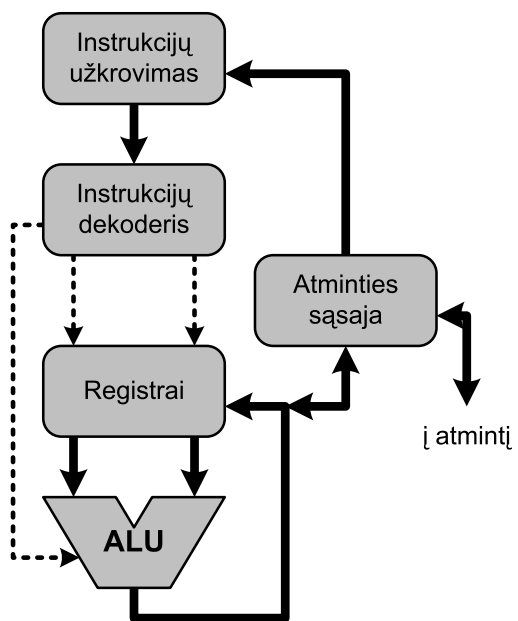 Instrukcijų
užkrovimas
Instrukcijų
dekoderis
Atminties
sąsaja
Registrai
į atmintį
ALU